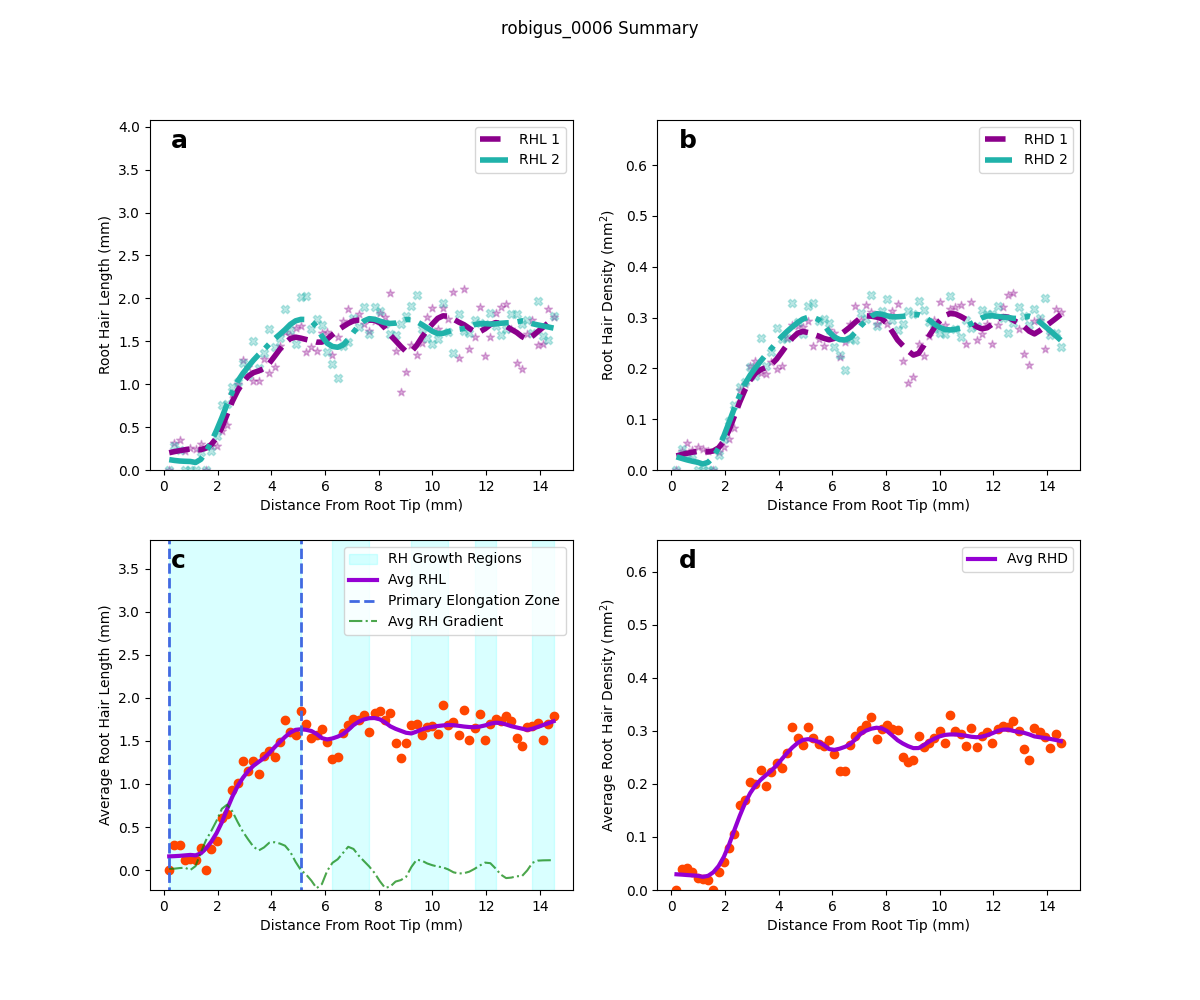 robigus_0006 Summary
a
RHL 1
RHL 2
Root Hair Length (mm)
4.0
3.5
3.0
2.5
2.0
1.5
1.0
0.5
0.0
0 2 4 6 8 10 12 14
Distance From Root Tip (mm)
b
RHD 1
RHD 2
Root Hair Density (mm²)
0.6
0.5
0.4
0.3
0.2
0.1
0.0
0 2 4 6 8 10 12 14
Distance From Root Tip (mm)
c
RH Growth Regions
Avg RHL
Primary Elongation Zone
Avg RH Gradient
Average Root Hair Length (mm)
3.5
3.0
2.5
2.0
1.5
1.0
0.5
0.0
0 2 4 6 8 10 12 14
Distance From Root Tip (mm)
d
Avg RHD
Average Root Hair Density (mm²)
0.6
0.5
0.4
0.3
0.2
0.1
0.0
0 2 4 6 8 10 12 14
Distance From Root Tip (mm)